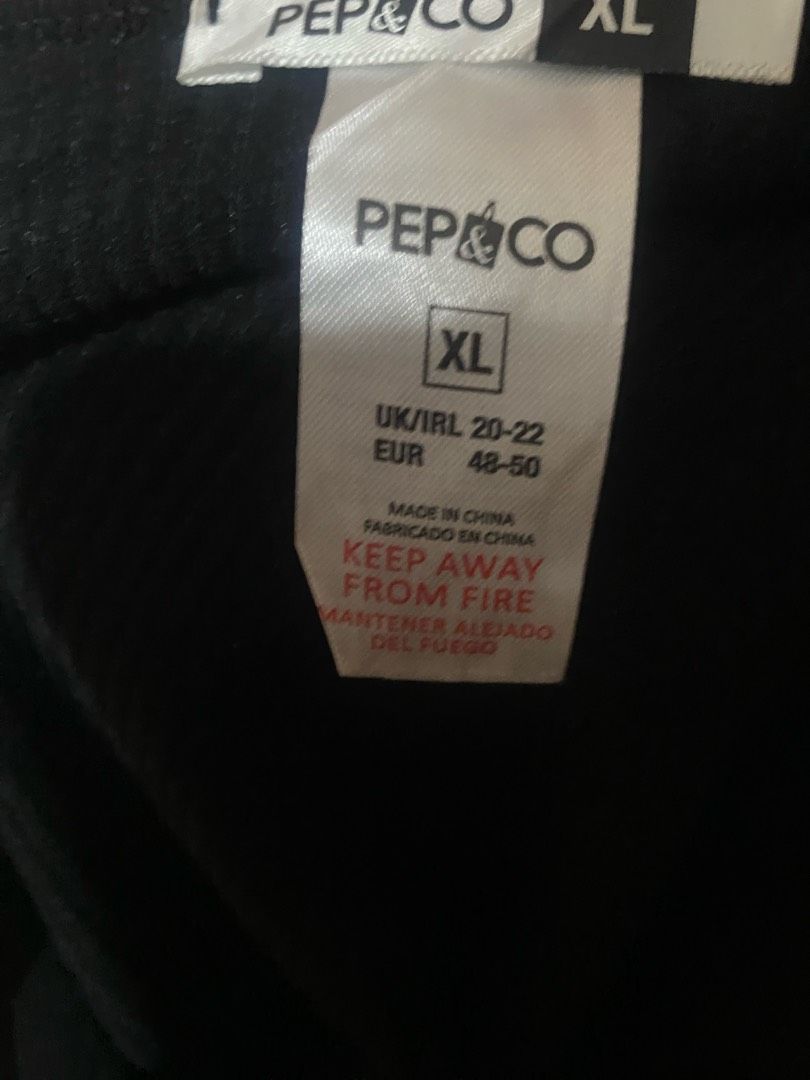 PEP&CO XL
PEP&CO
XL
UK/IRL 20-22
EUR 48-50
MADE IN CHINA
FABRICADO EN CHINA
KEEP AWAY
FROM FIRE
MANTENER ALEJADO
DEL FUEGO